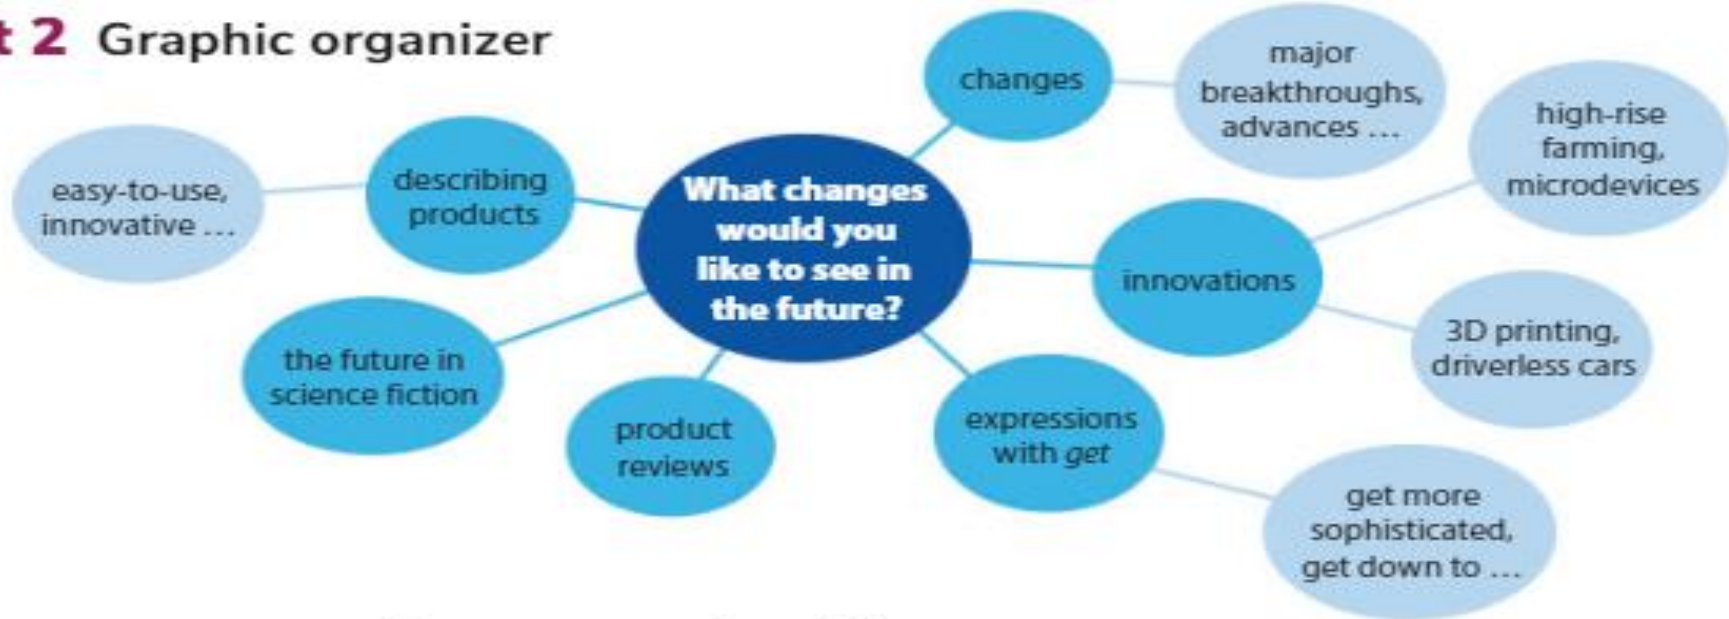 t 2 Graphic organizer
changes
major
breakthroughs,
advances ...
high-rise
farming,
microdevices
easy-to-use,
innovative ...
describing
products
What changes
would you
like to see in
the future?
innovations
3D printing,
driverless cars
the future in
science fiction
product
reviews
expressions
with get
get more
sophisticated,
get down to ...